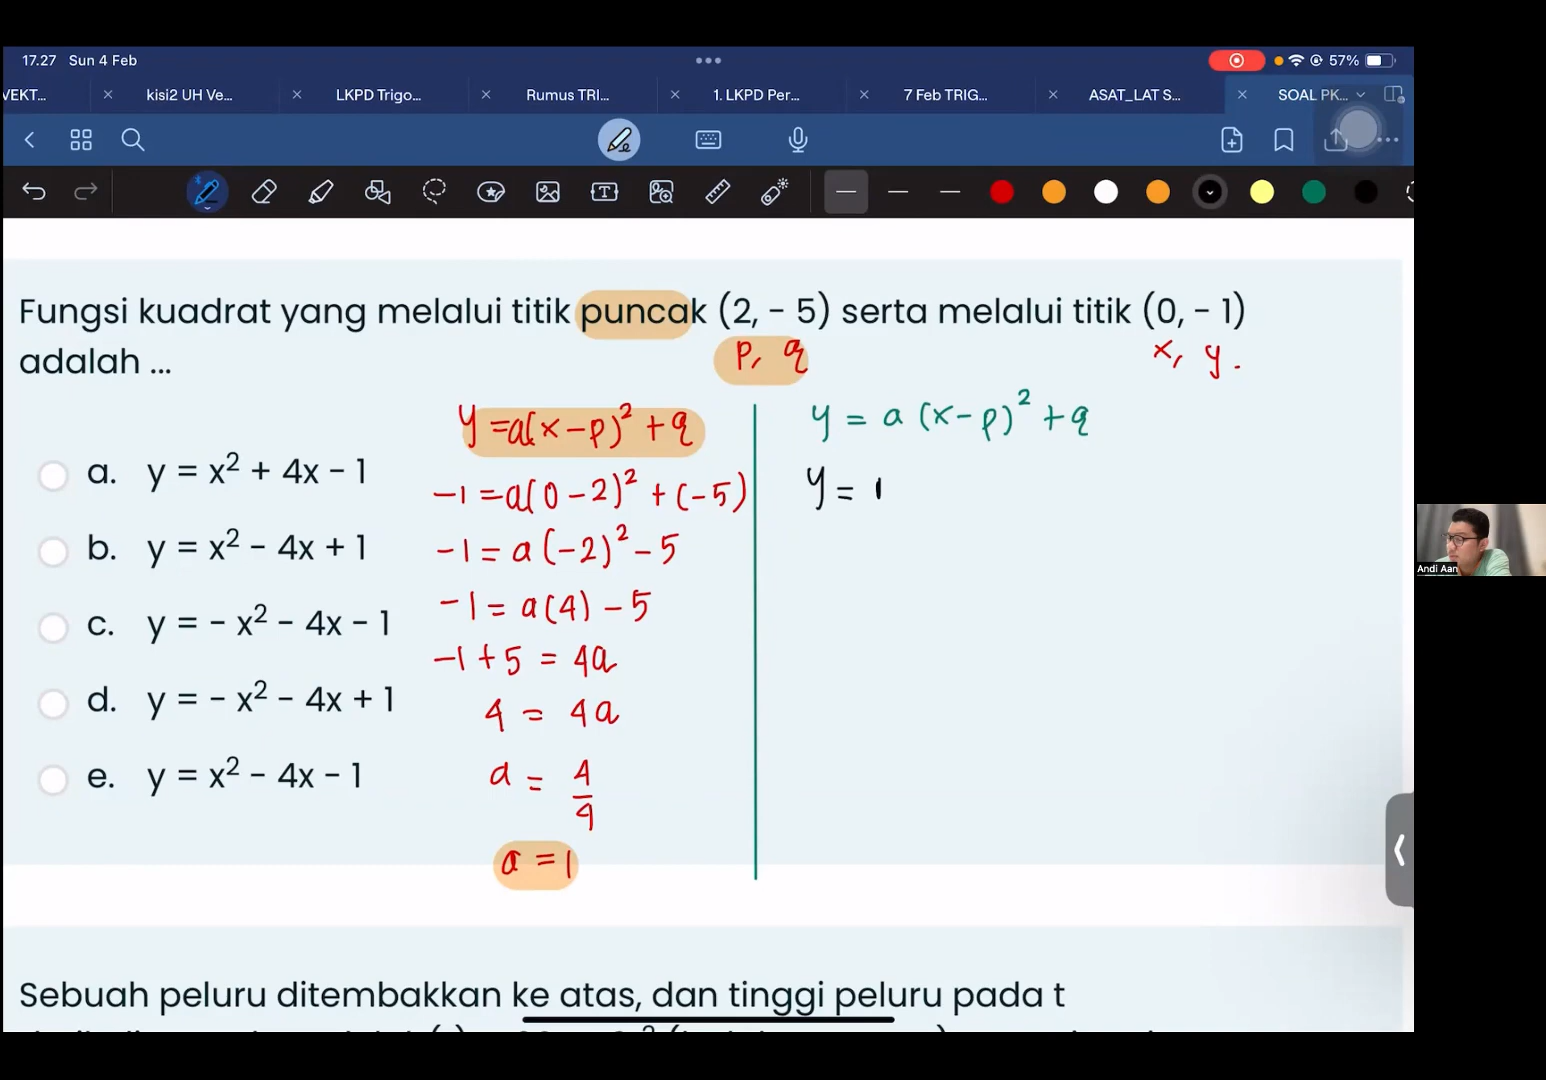 17.27 Sun 4 Feb
57%
VEKT...
kisi2 UH Ve...
LKPD Trigo...
Rumus TRI...
1. LKPD Per...
7 Feb TRIG...
ASAT_LAT S...
SOAL PK...
Fungsi kuadrat yang melalui titik puncak (2, - 5) serta melalui titik (0, - 1)
adalah ...
p, q
x, y.
y = a(x-p)² + q
y = a (x-p)² + q
a. y = x² + 4x - 1
-1 = a(0-2)² + (-5)
y = 1
b. y = x² - 4x + 1
-1 = a(-2)² - 5
c. y = - x² - 4x - 1
-1 = a(4) - 5
-1 + 5 = 4a
d. y = - x² - 4x + 1
4 = 4a
e. y = x² - 4x - 1
a = 4/4
a = 1
Andi Aan
Sebuah peluru ditembakkan ke atas, dan tinggi peluru pada t